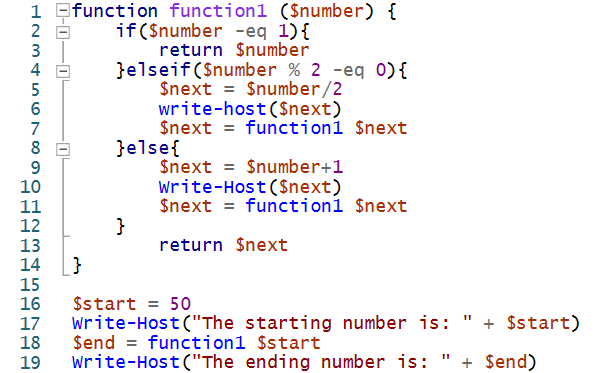 1 function function1 ($number) {
2     if($number -eq 1){
3         return $number
4     }elseif($number % 2 -eq 0){
5         $next = $number/2
6         write-host($next)
7         $next = function1 $next
8     }else{
9         $next = $number+1
10         Write-Host($next)
11         $next = function1 $next
12     }
13         return $next
14 }
15
16 $start = 50
17 Write-Host("The starting number is: " + $start)
18 $end = function1 $start
19 Write-Host("The ending number is: " + $end)